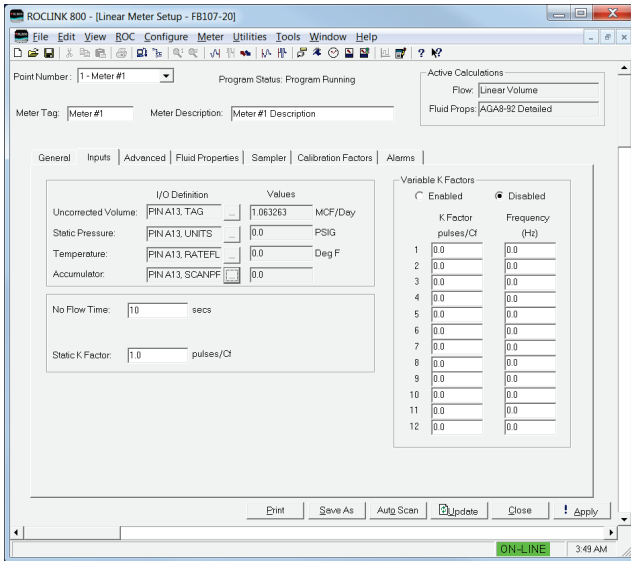 ROCLINK 800 - [Linear Meter Setup - FB107-20]
File Edit View ROC Configure Meter Utilities Tools Window Help
Point Number: 1 - Meter #1
Program Status: Program Running
Active Calculations
Flow: Linear Volume
Fluid Props: AGA8-92 Detailed
Meter Tag: Meter #1 Meter Description: Meter #1 Description
General Inputs Advanced Fluid Properties Sampler Calibration Factors Alarms
I/O Definition Values
Uncorrected Volume: PIN A13, TAG ... 1.063263 MCF/Day
Static Pressure: PIN A13, UNITS ... 0.0 PSIG
Temperature: PIN A13, RATEFL ... 0.0 Deg F
Accumulator: PIN A13, SCANPF ... 0.0
No Flow Time: 10 secs
Static K Factor: 1.0 pulses/Cf
Variable K Factors
Enabled Disabled
K Factor Frequency
pulses/Cf (Hz)
1 0.0 0.0
2 0.0 0.0
3 0.0 0.0
4 0.0 0.0
5 0.0 0.0
6 0.0 0.0
7 0.0 0.0
8 0.0 0.0
9 0.0 0.0
10 0.0 0.0
11 0.0 0.0
12 0.0 0.0
Print Save As Auto Scan Update Close ! Apply
ON-LINE 3:49 AM